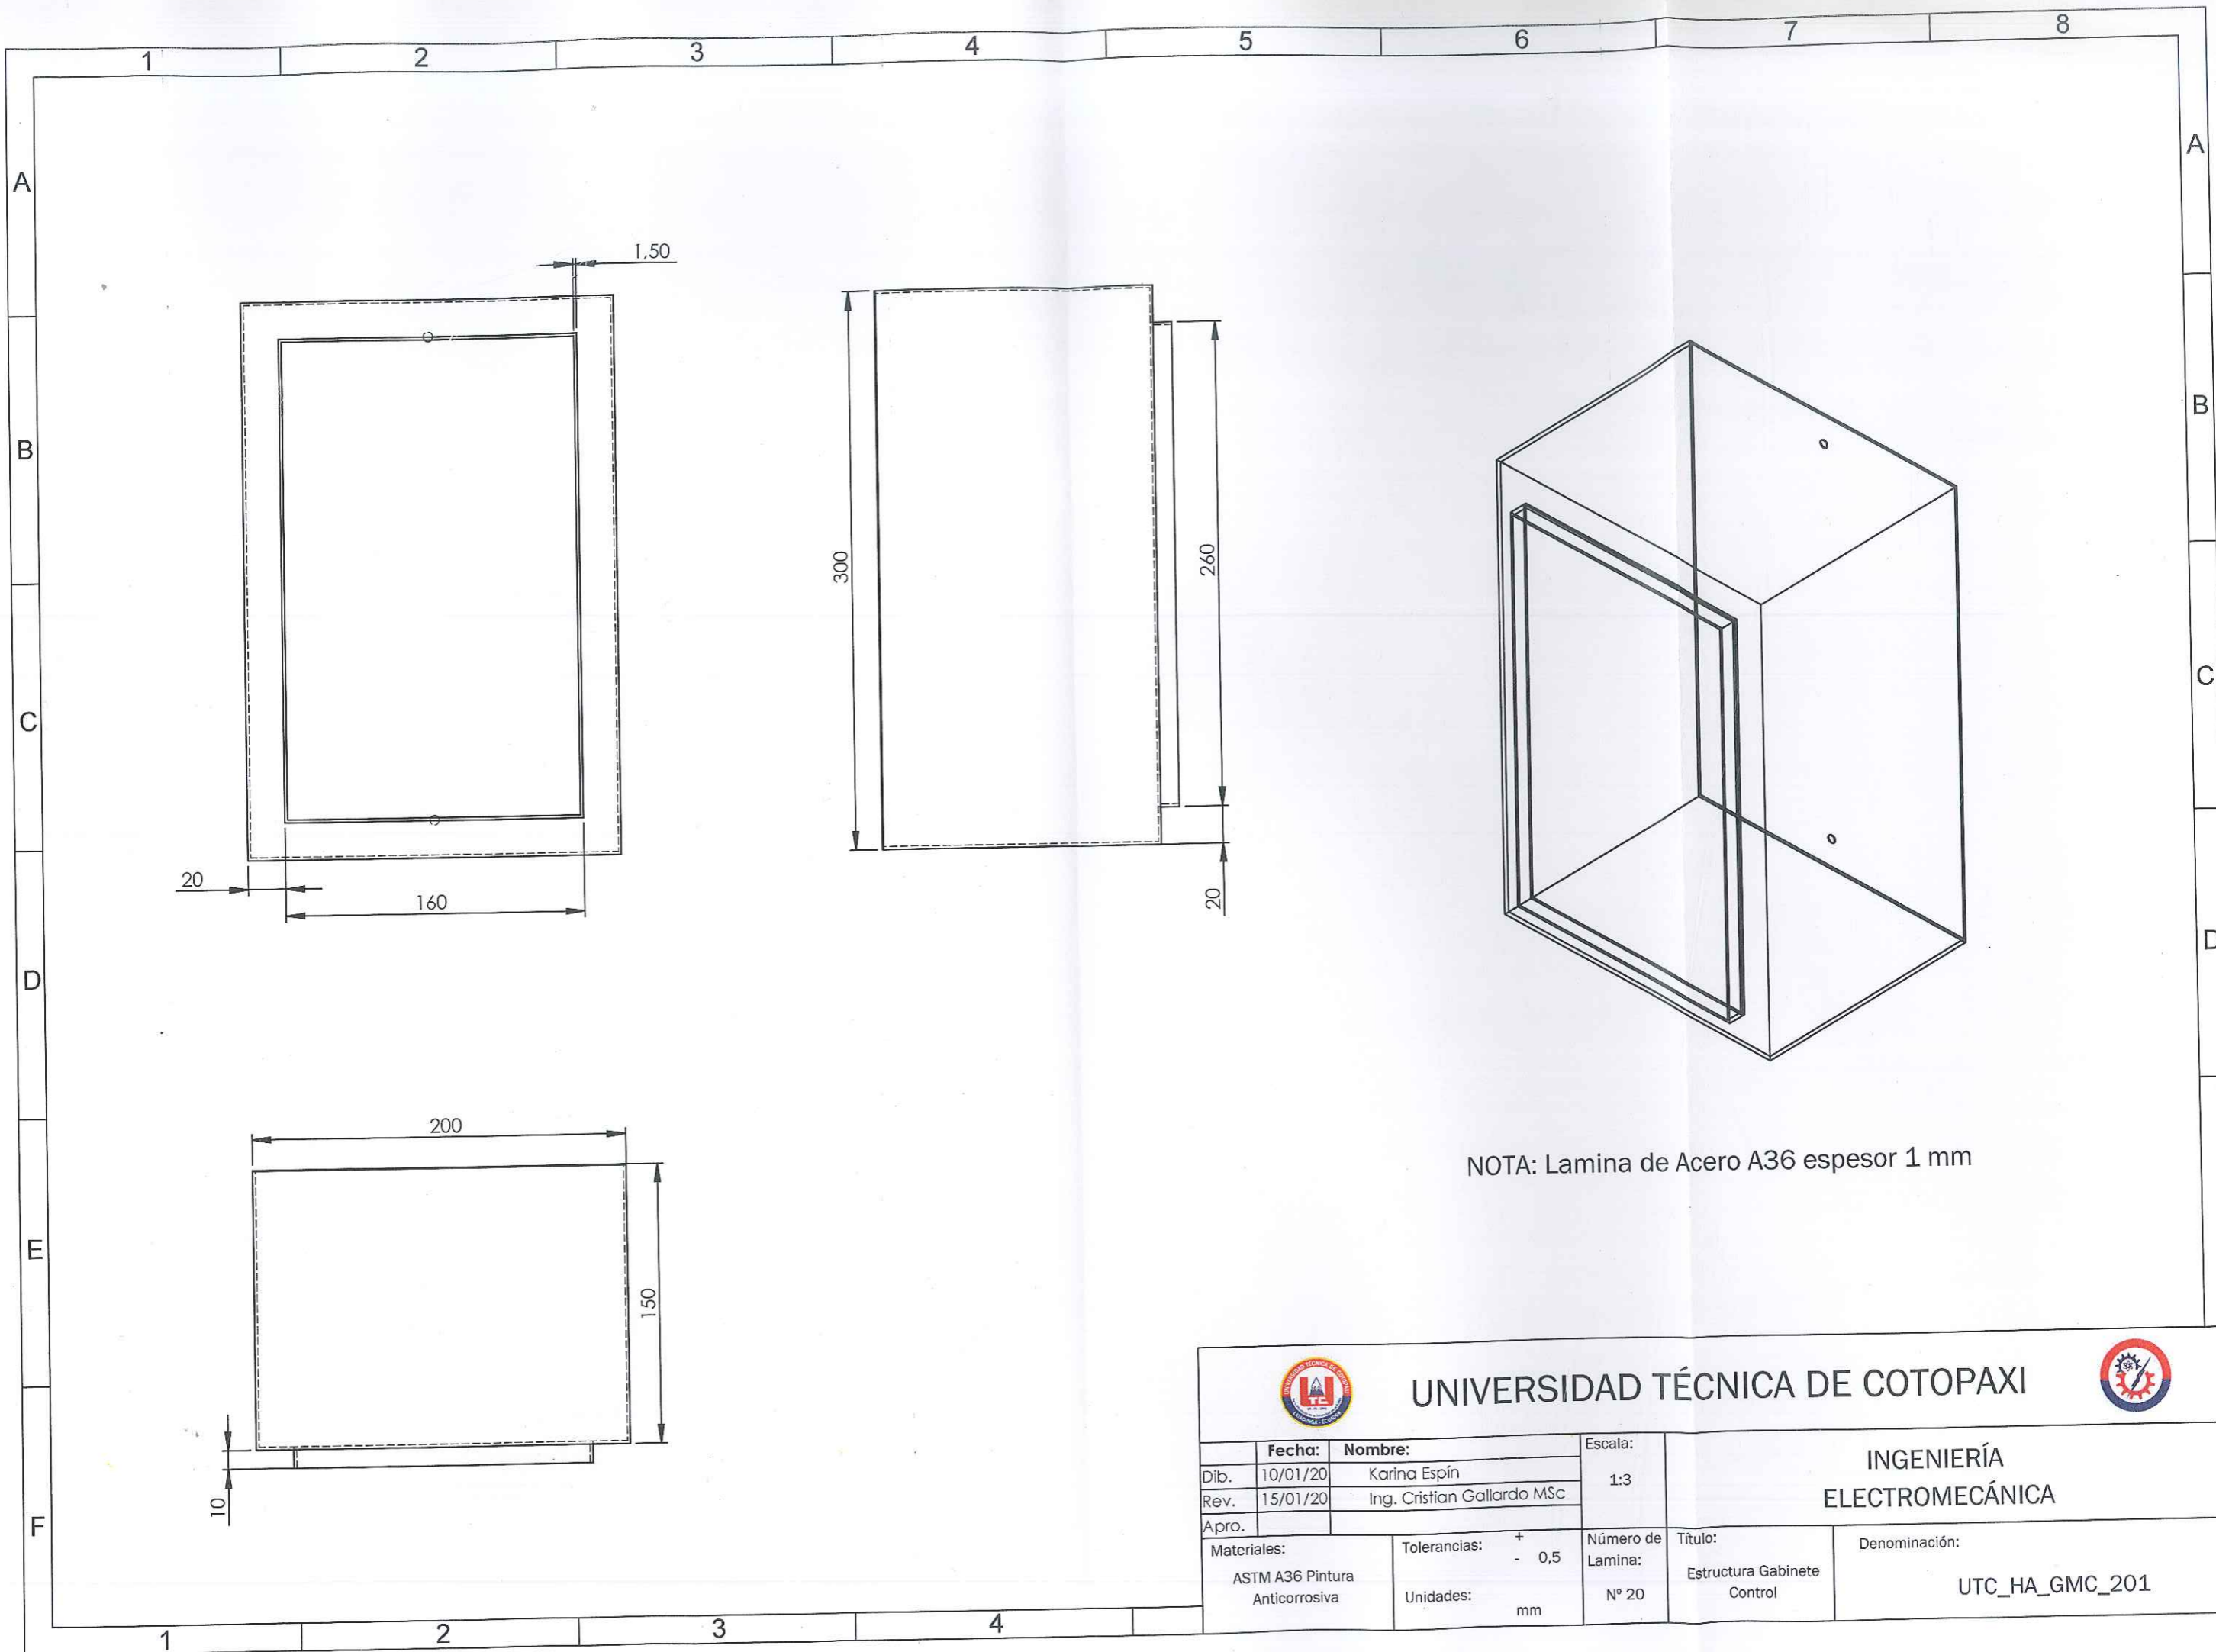 1 2 3 4 5 6 7 8
A A
B B
C C
D D
E
F
1,50
300
260
20
20
160
200
150
10
NOTA: Lamina de Acero A36 espesor 1 mm
UNIVERSIDAD TÉCNICA DE COTOPAXI
UTC
Fecha: Nombre:
Dib. 10/01/20 Karina Espín
Rev. 15/01/20 Ing. Cristian Gallardo MSc
Apro.
Escala:
1:3
INGENIERÍA
ELECTROMECÁNICA
Materiales:
ASTM A36 Pintura
Anticorrosiva
Tolerancias: +
- 0,5
Unidades:
mm
Número de
Lamina:
Nº 20
Título:
Estructura Gabinete
Control
Denominación:
UTC_HA_GMC_201
1 2 3 4